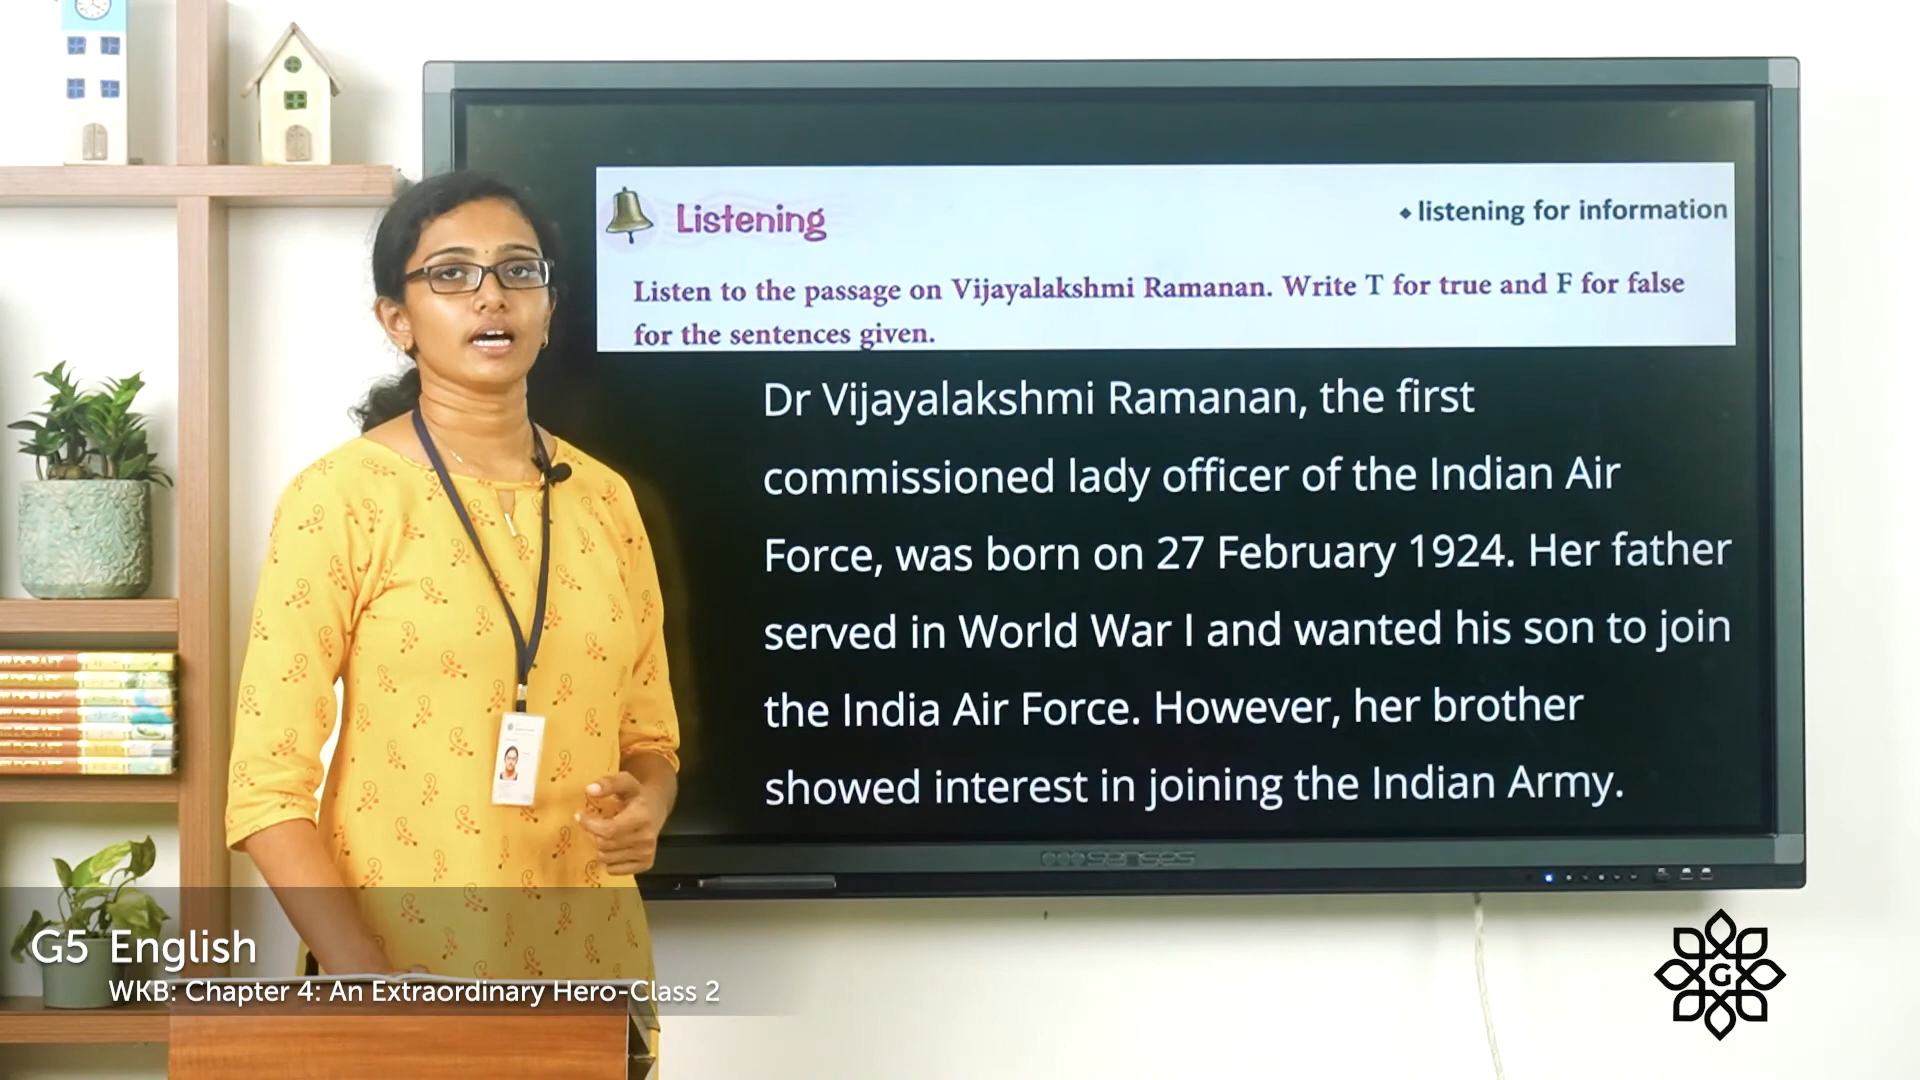 Listening
◆ listening for information
Listen to the passage on Vijayalakshmi Ramanan. Write T for true and F for false
for the sentences given.
Dr Vijayalakshmi Ramanan, the first
commissioned lady officer of the Indian Air
Force, was born on 27 February 1924. Her father
served in World War I and wanted his son to join
the India Air Force. However, her brother
showed interest in joining the Indian Army.
senses
G5 English
WKB: Chapter 4: An Extraordinary Hero-Class 2
G